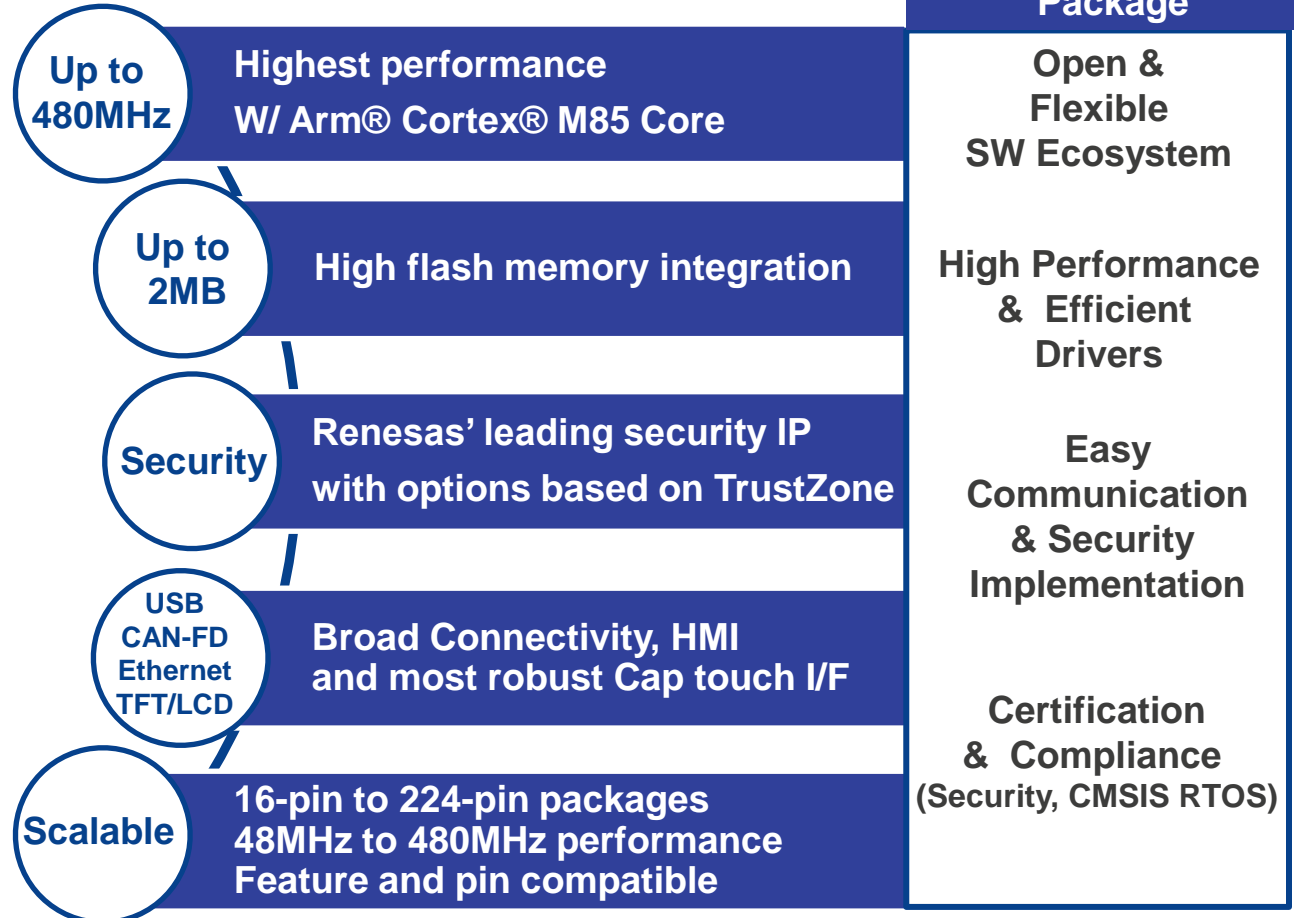 Up to
480MHz
Highest performance
W/ Arm® Cortex® M85 Core
Up to
2MB
High flash memory integration
Security
Renesas' leading security IP
with options based on TrustZone
USB
CAN-FD
Ethernet
TFT/LCD
Broad Connectivity, HMI
and most robust Cap touch I/F
Scalable
16-pin to 224-pin packages
48MHz to 480MHz performance
Feature and pin compatible
Package
Open &
Flexible
SW Ecosystem
High Performance
& Efficient
Drivers
Easy
Communication
& Security
Implementation
Certification
& Compliance
(Security, CMSIS RTOS)